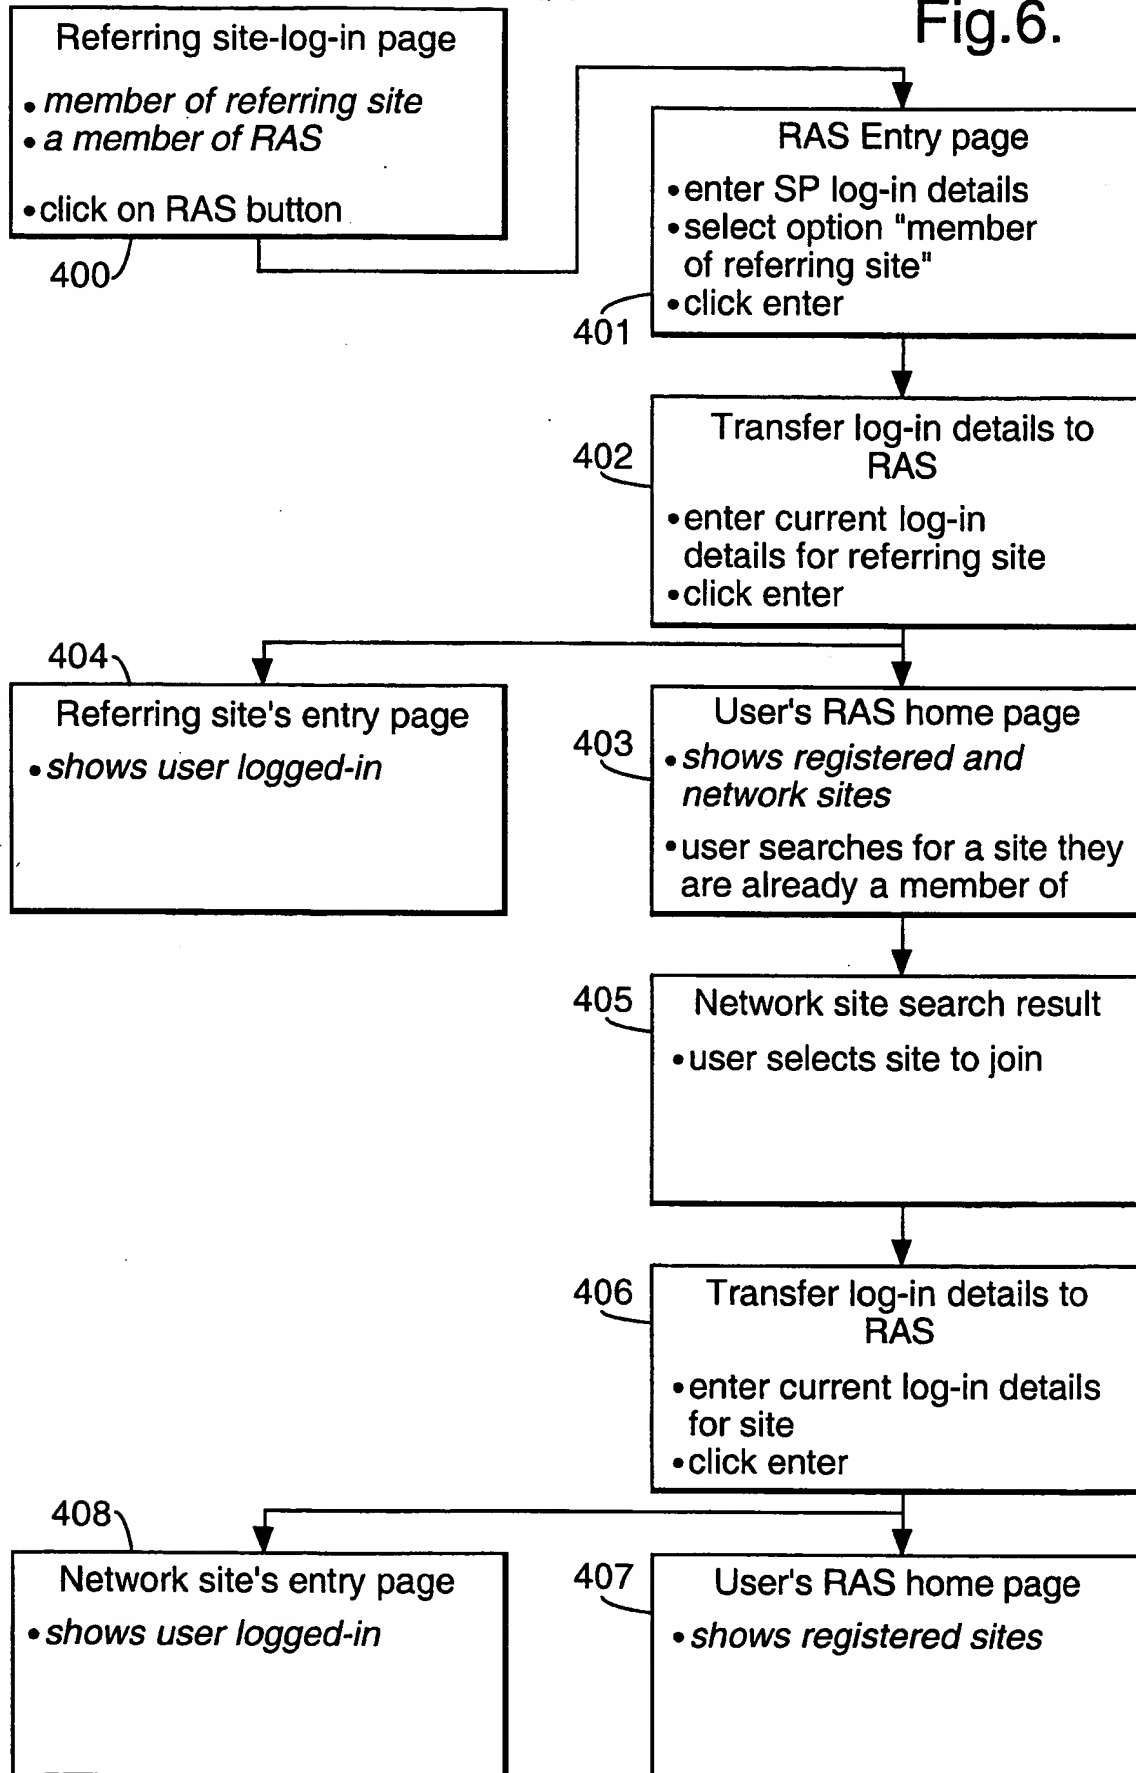 Fig.6.
Referring site-log-in page
• member of referring site
• a member of RAS
• click on RAS button
400
RAS Entry page
• enter SP log-in details
• select option "member
of referring site"
• click enter
401
Transfer log-in details to
RAS
• enter current log-in
details for referring site
• click enter
402
404
Referring site's entry page
• shows user logged-in
User's RAS home page
• shows registered and
network sites
• user searches for a site they
are already a member of
403
405
Network site search result
• user selects site to join
406
Transfer log-in details to
RAS
• enter current log-in details
for site
• click enter
408
Network site's entry page
• shows user logged-in
407
User's RAS home page
• shows registered sites